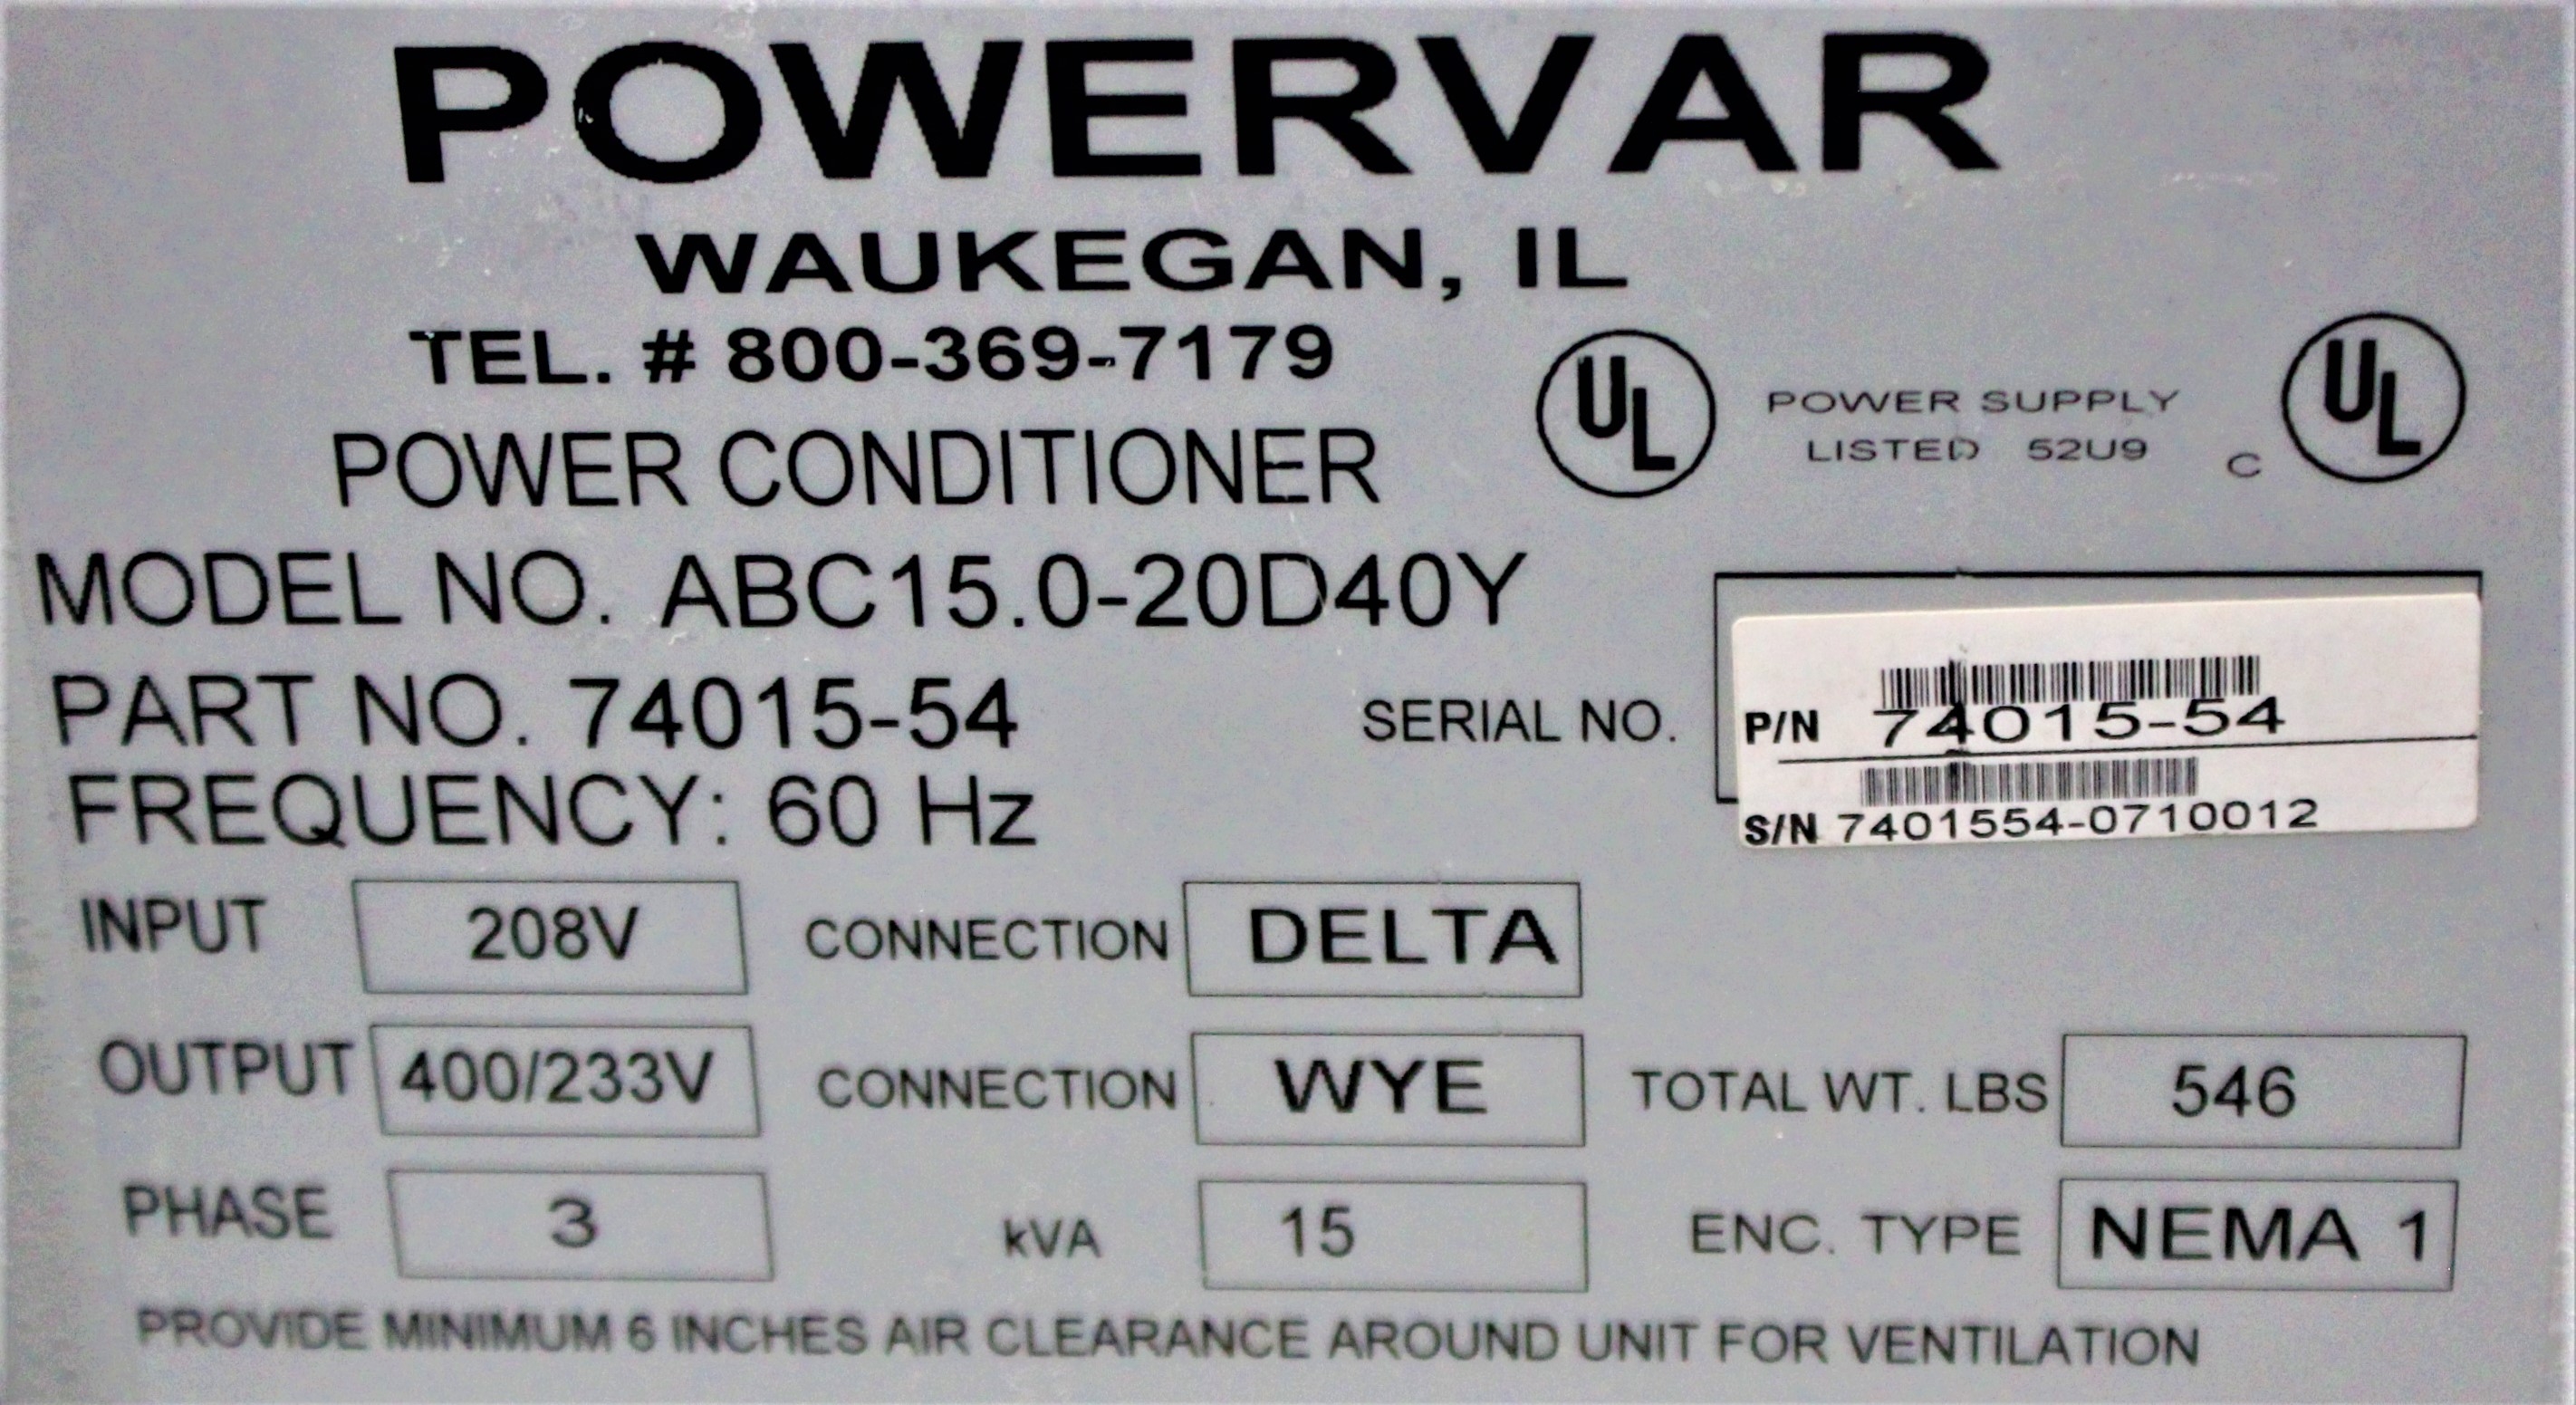 POWERVAR
WAUKEGAN, IL
TEL. # 800-369-7179
POWER CONDITIONER
UL POWER SUPPLY LISTED 52U9 C UL
MODEL NO. ABC15.0-20D40Y
PART NO. 74015-54
FREQUENCY: 60 Hz
SERIAL NO.
P/N 74015-54
S/N 7401554-0710012
INPUT 208V CONNECTION DELTA
OUTPUT 400/233V CONNECTION WYE TOTAL WT. LBS 546
PHASE 3 kVA 15 ENC. TYPE NEMA 1
PROVIDE MINIMUM 6 INCHES AIR CLEARANCE AROUND UNIT FOR VENTILATION